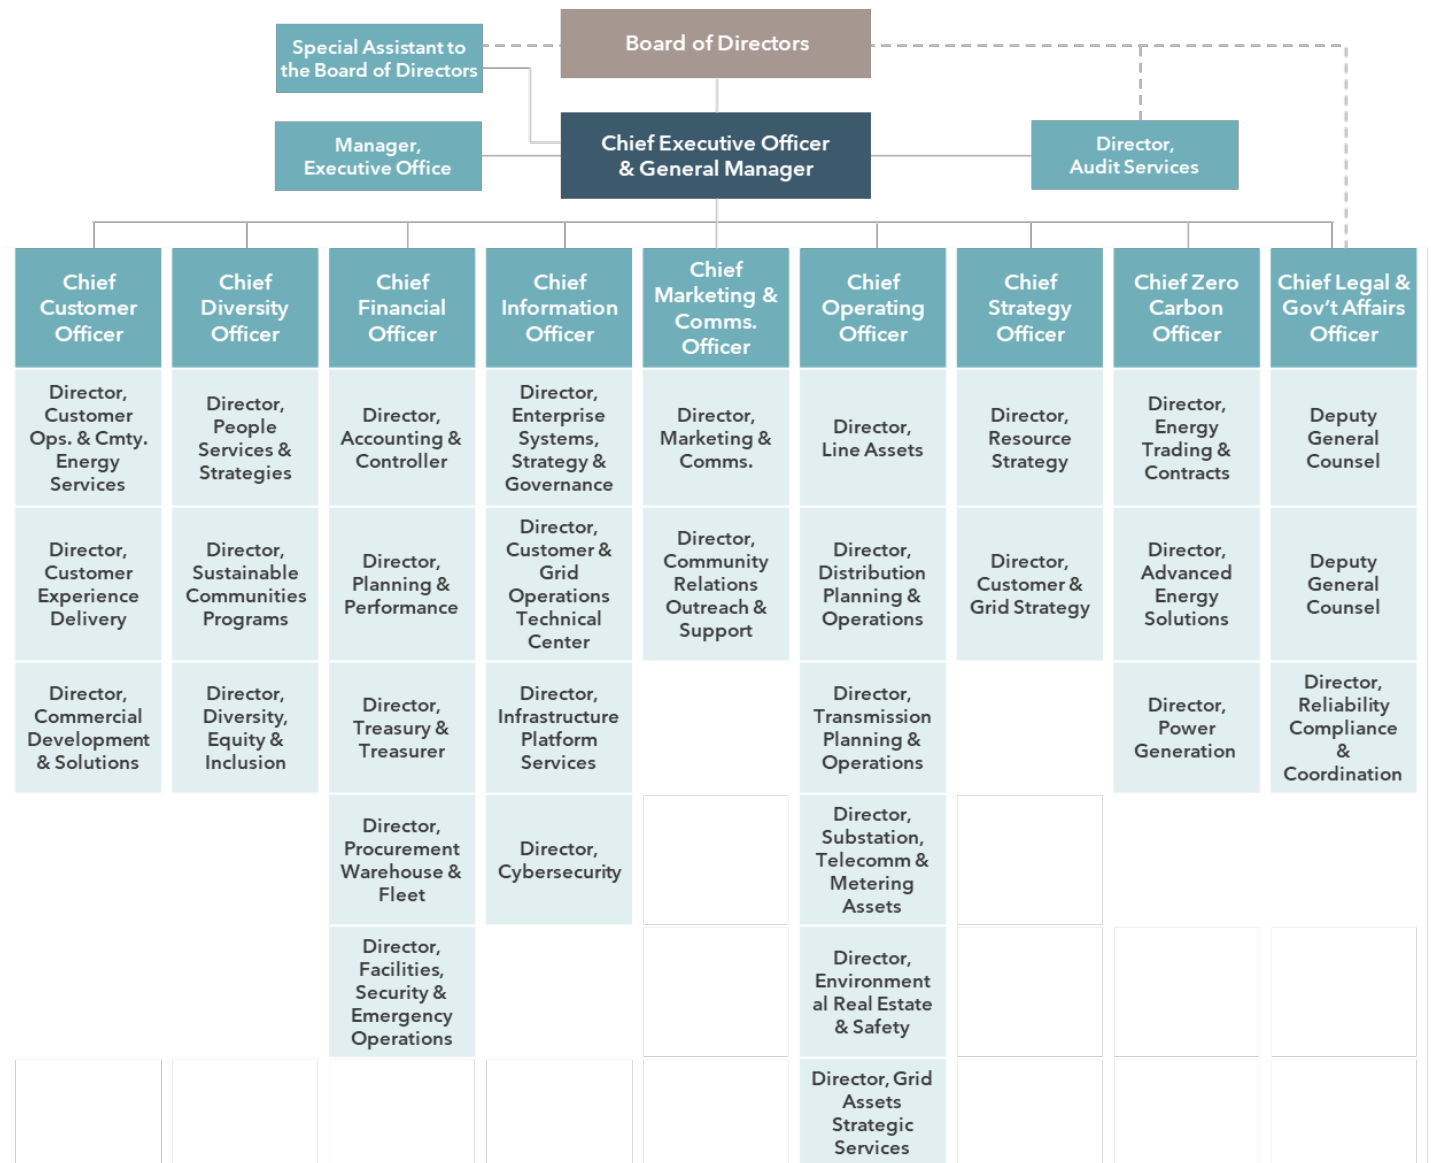 Special Assistant to
the Board of Directors
Board of Directors
Manager,
Executive Office
Chief Executive Officer
& General Manager
Director,
Audit Services
Chief
Customer
Officer
Chief
Diversity
Officer
Chief
Financial
Officer
Chief
Information
Officer
Chief
Marketing &
Comms.
Officer
Chief
Operating
Officer
Chief
Strategy
Officer
Chief Zero
Carbon
Officer
Chief Legal &
Gov't Affairs
Officer
Director,
Customer
Ops. & Cmty.
Energy
Services
Director,
People
Services &
Strategies
Director,
Accounting &
Controller
Director,
Enterprise
Systems,
Strategy &
Governance
Director,
Marketing &
Comms.
Director,
Line Assets
Director,
Resource
Strategy
Director,
Energy
Trading &
Contracts
Deputy
General
Counsel
Director,
Customer
Experience
Delivery
Director,
Sustainable
Communities
Programs
Director,
Planning &
Performance
Director,
Customer &
Grid
Operations
Technical
Center
Director,
Community
Relations
Outreach &
Support
Director,
Distribution
Planning &
Operations
Director,
Customer &
Grid Strategy
Director,
Advanced
Energy
Solutions
Deputy
General
Counsel
Director,
Commercial
Development
& Solutions
Director,
Diversity,
Equity &
Inclusion
Director,
Treasury &
Treasurer
Director,
Infrastructure
Platform
Services
Director,
Transmission
Planning &
Operations
Director,
Power
Generation
Director,
Reliability
Compliance
&
Coordination
Director,
Procurement
Warehouse &
Fleet
Director,
Cybersecurity
Director,
Substation,
Telecomm &
Metering
Assets
Director,
Facilities,
Security &
Emergency
Operations
Director,
Environment
al Real Estate
& Safety
Director, Grid
Assets
Strategic
Services